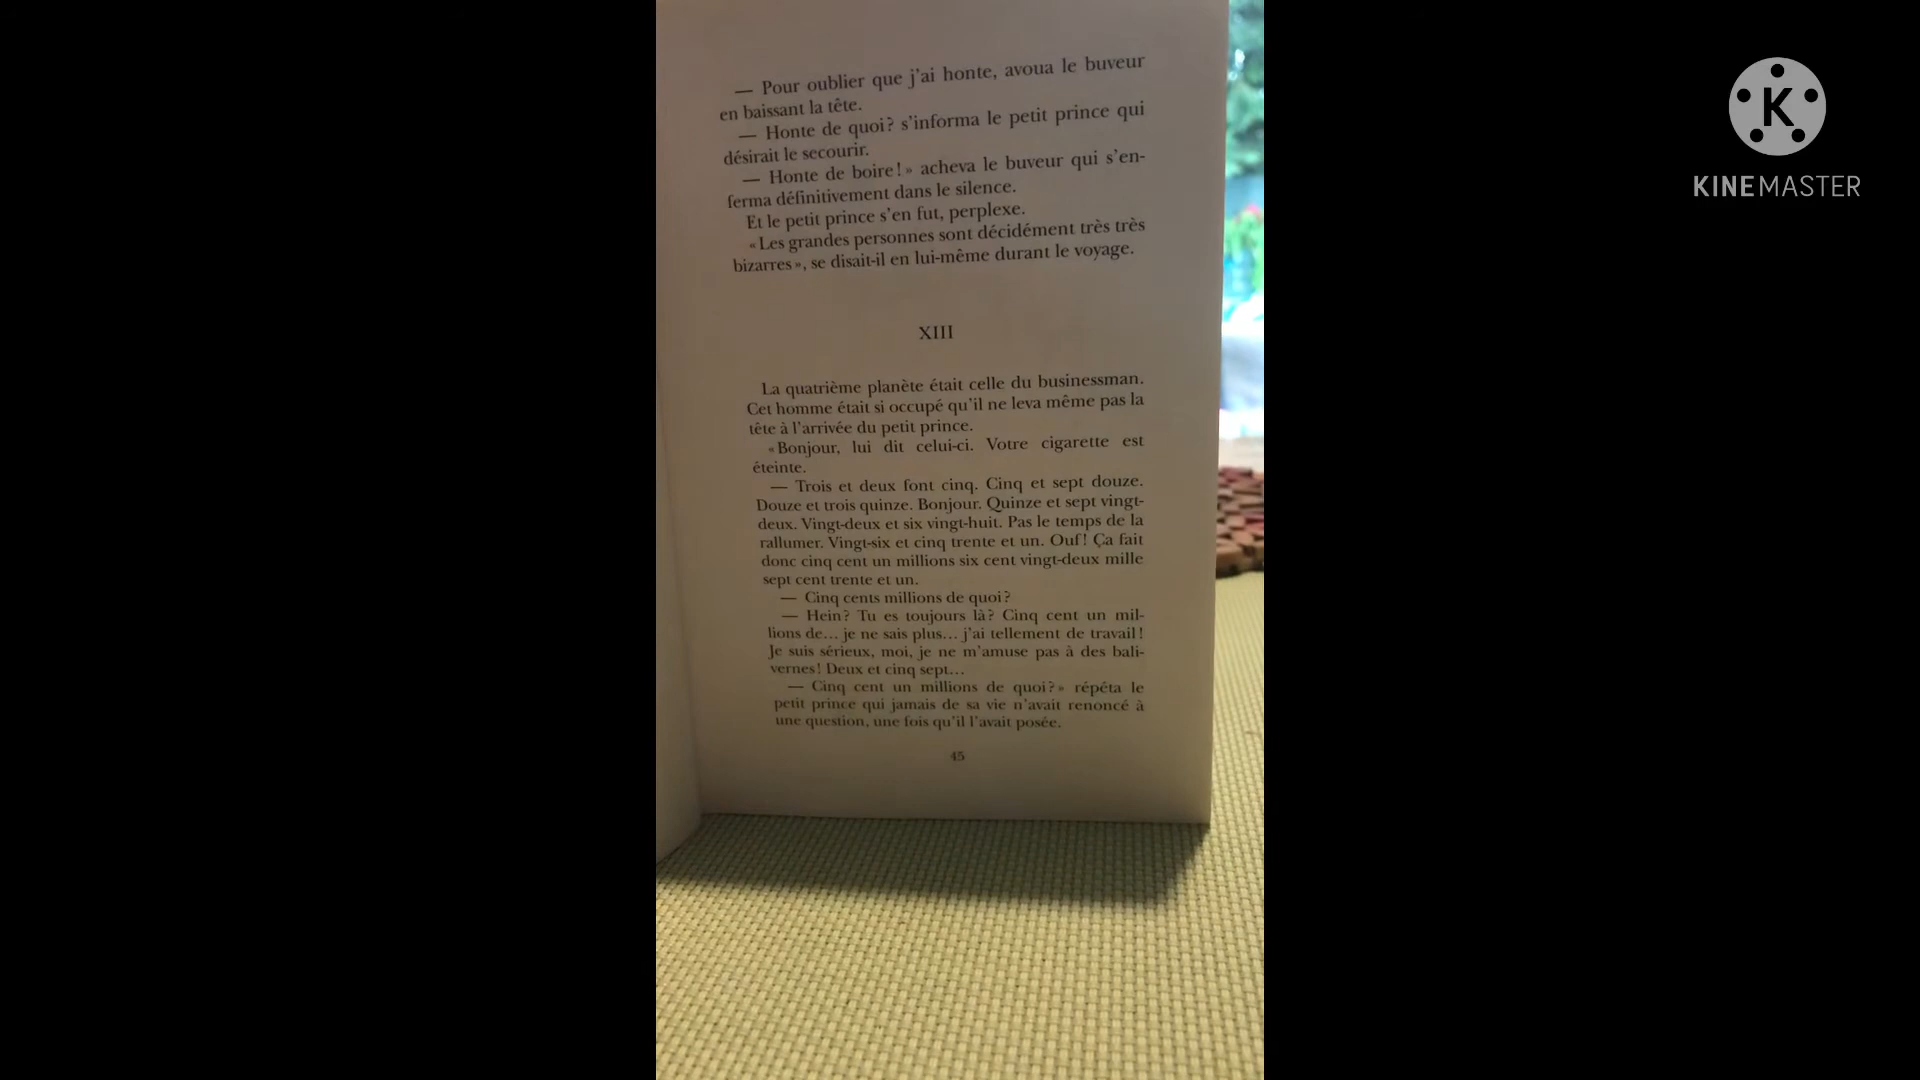 — Pour oublier que j'ai honte, avoua le buveur
en baissant la tête.
— Honte de quoi? s'informa le petit prince qui
désirait le secourir.
— Honte de boire!» acheva le buveur qui s'en-
ferma définitivement dans le silence.
Et le petit prince s'en fut, perplexe.
«Les grandes personnes sont décidément très très
bizarres», se disait-il en lui-même durant le voyage.
XIII
La quatrième planète était celle du businessman.
Cet homme était si occupé qu'il ne leva même pas la
tête à l'arrivée du petit prince.
«Bonjour, lui dit celui-ci. Votre cigarette est
éteinte.
— Trois et deux font cinq. Cinq et sept douze.
Douze et trois quinze. Bonjour. Quinze et sept vingt-
deux. Vingt-deux et six vingt-huit. Pas le temps de la
rallumer. Vingt-six et cinq trente et un. Ouf! Ça fait
donc cinq cent un millions six cent vingt-deux mille
sept cent trente et un.
— Cinq cents millions de quoi?
— Hein? Tu es toujours là? Cinq cent un mil-
lions de... je ne sais plus... j'ai tellement de travail!
Je suis sérieux, moi, je ne m'amuse pas à des bali-
vernes! Deux et cinq sept...
— Cinq cent un millions de quoi?» répéta le
petit prince qui jamais de sa vie n'avait renoncé à
une question, une fois qu'il l'avait posée.
45
K
KINEMASTER